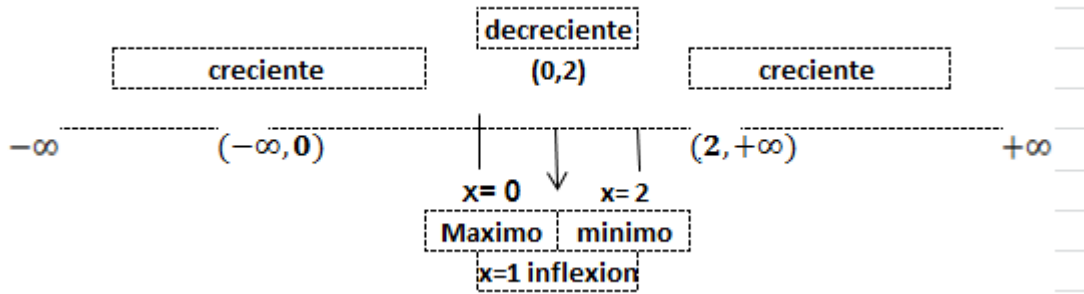 decreciente
creciente (0,2) creciente
−∞ (−∞, 0) (2, +∞) +∞
x= 0 x= 2
Maximo minimo
x=1 inflexion